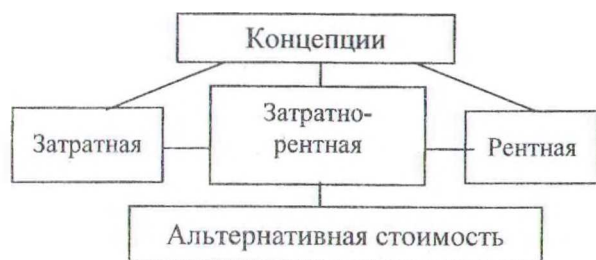 Концепции
Затратная
Затратно-
рентная
Рентная
Альтернативная стоимость